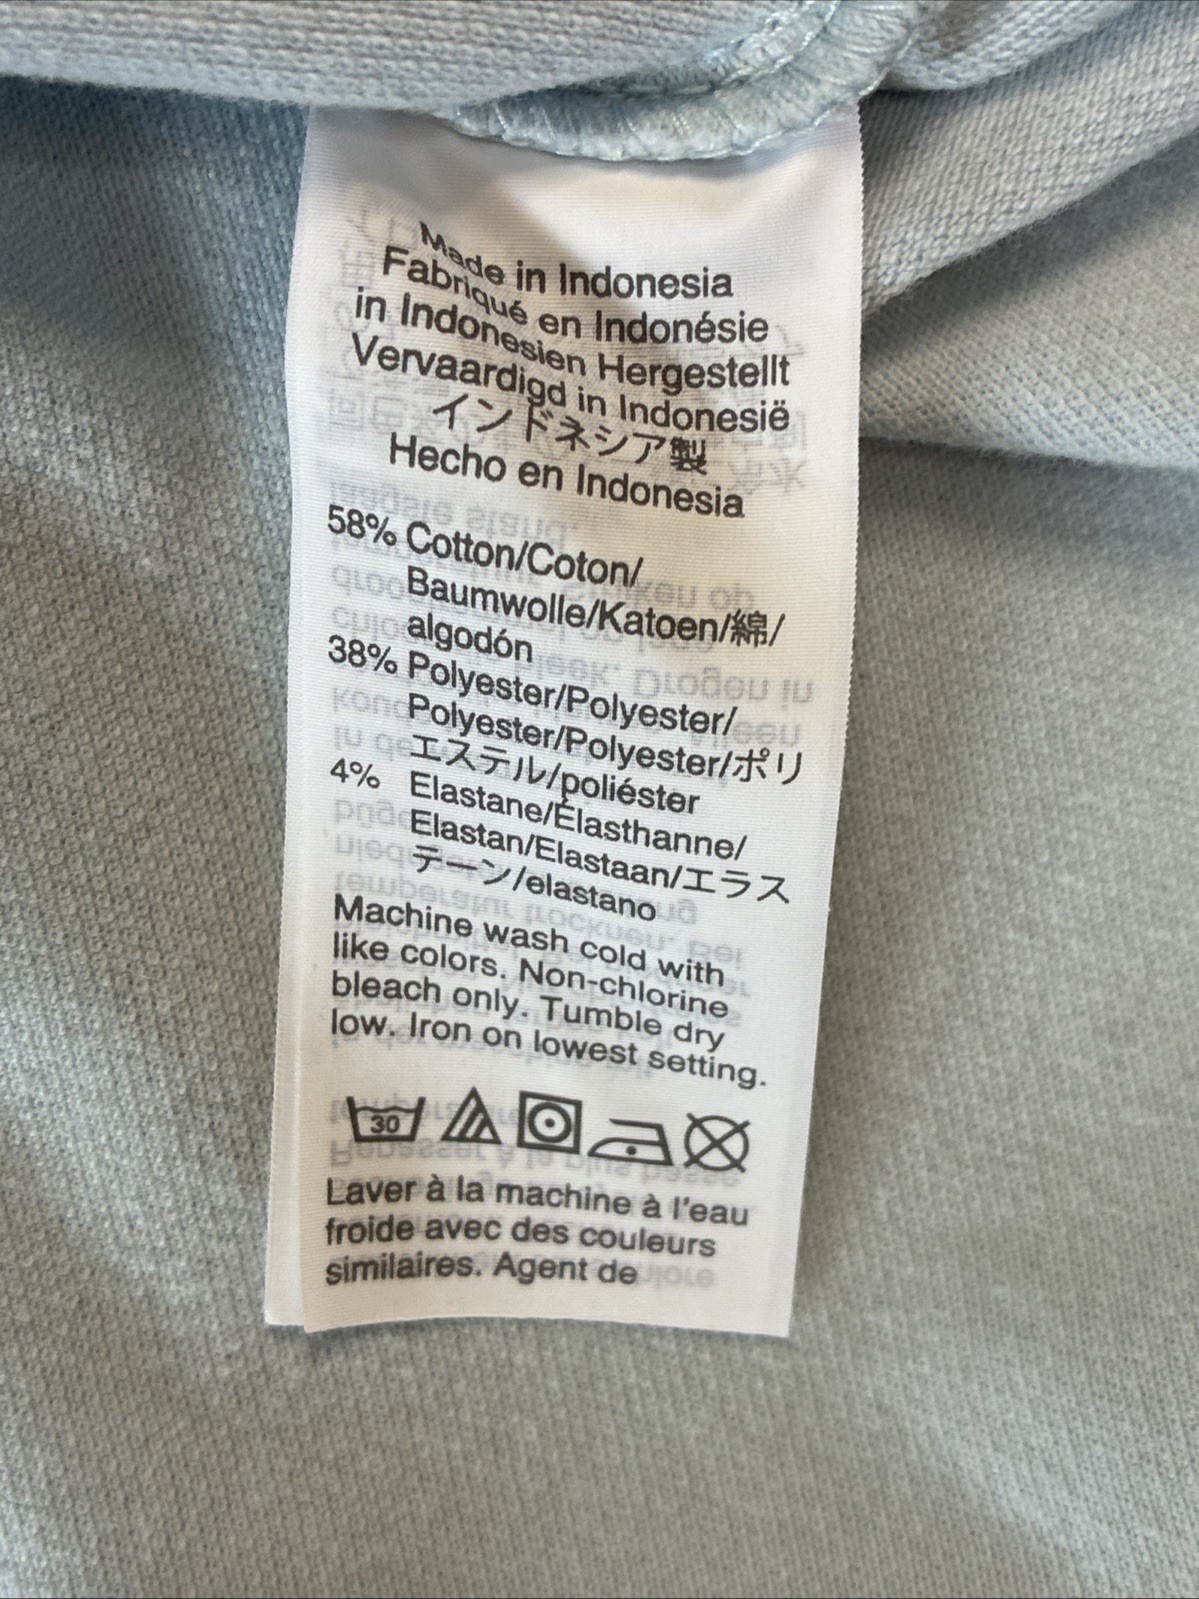 Made in Indonesia
Fabriqué en Indonésie
in Indonesien Hergestellt
Vervaardigd in Indonesië
インドネシア製
Hecho en Indonesia
58% Cotton/Coton/
Baumwolle/Katoen/綿/
algodón
38% Polyester/Polyester/
Polyester/Polyester/ポリ
エステル/poliéster
4% Elastane/Élasthanne/
Elastan/Elastaan/エラス
テーン/elastano
Machine wash cold with
like colors. Non-chlorine
bleach only. Tumble dry
low. Iron on lowest setting.
30
Laver à la machine à l'eau
froide avec des couleurs
similaires. Agent de